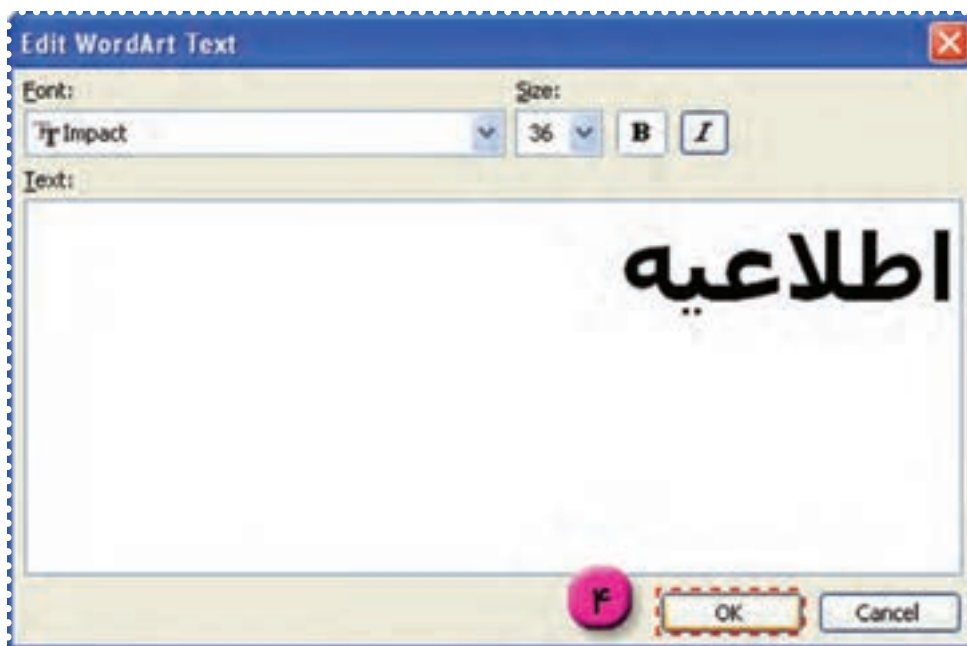 Edit WordArt Text
Font: Size:
Impact 36 B I
Text:
اطلاعیه
۴ OK Cancel